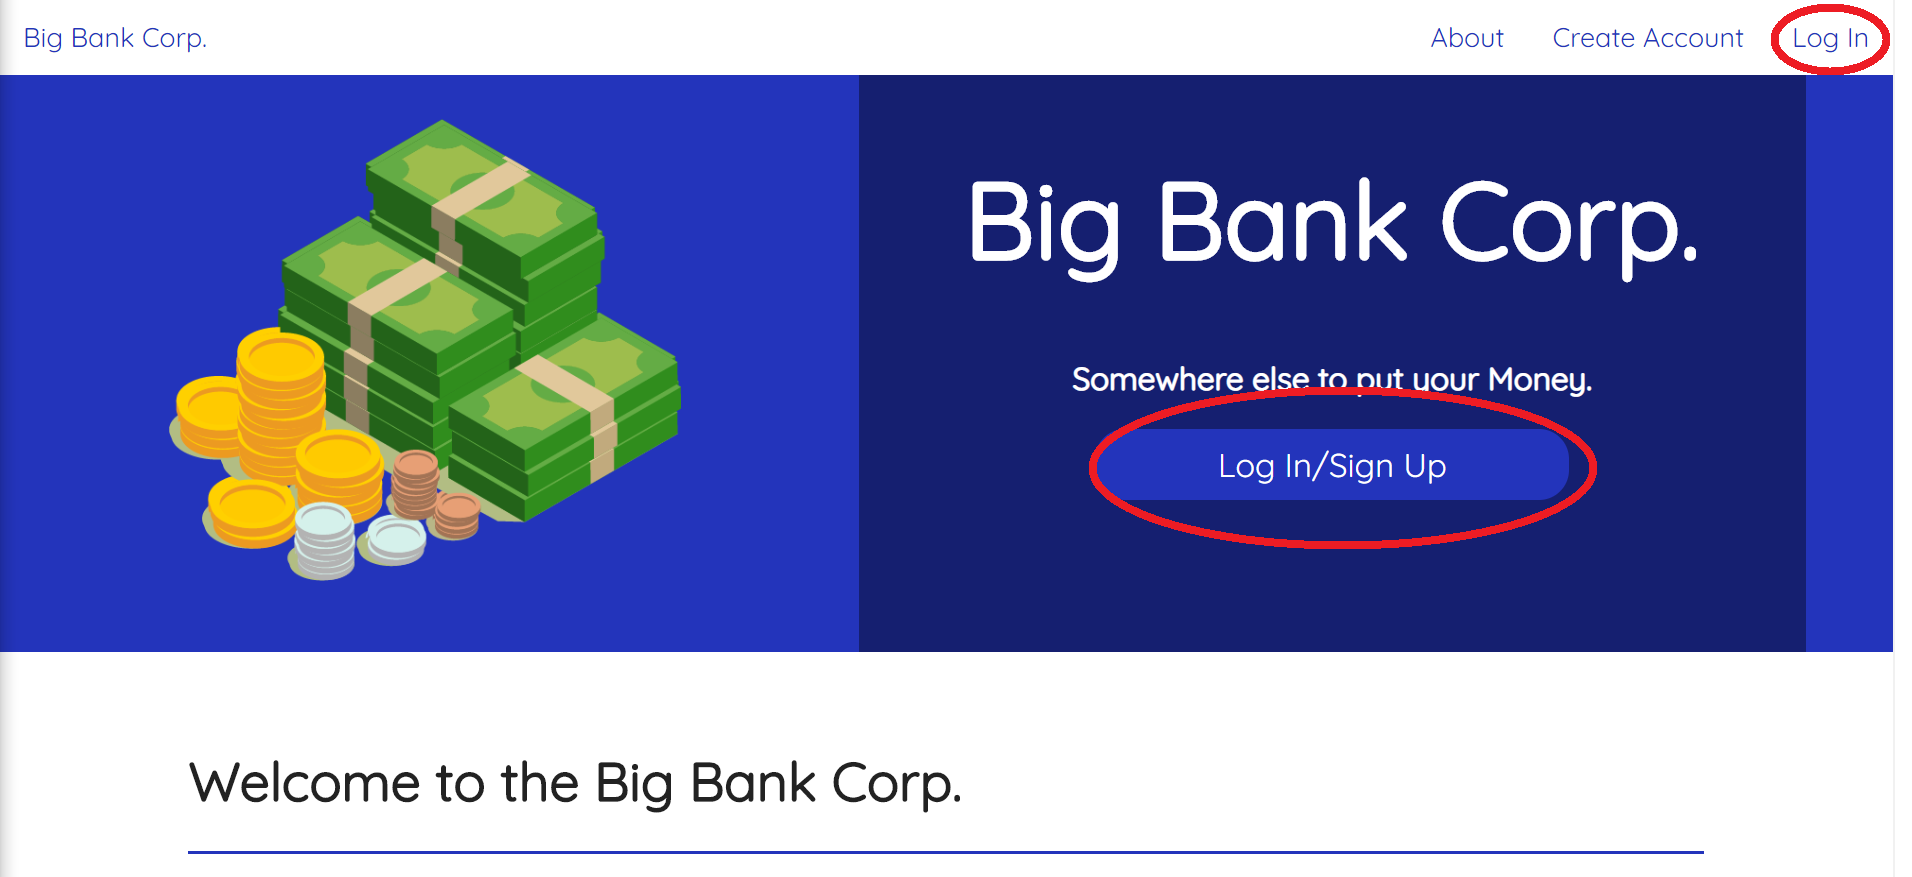 Big Bank Corp.
About
Create Account
Log In
Big Bank Corp.
Somewhere else to put your Money.
Log In/Sign Up
Welcome to the Big Bank Corp.